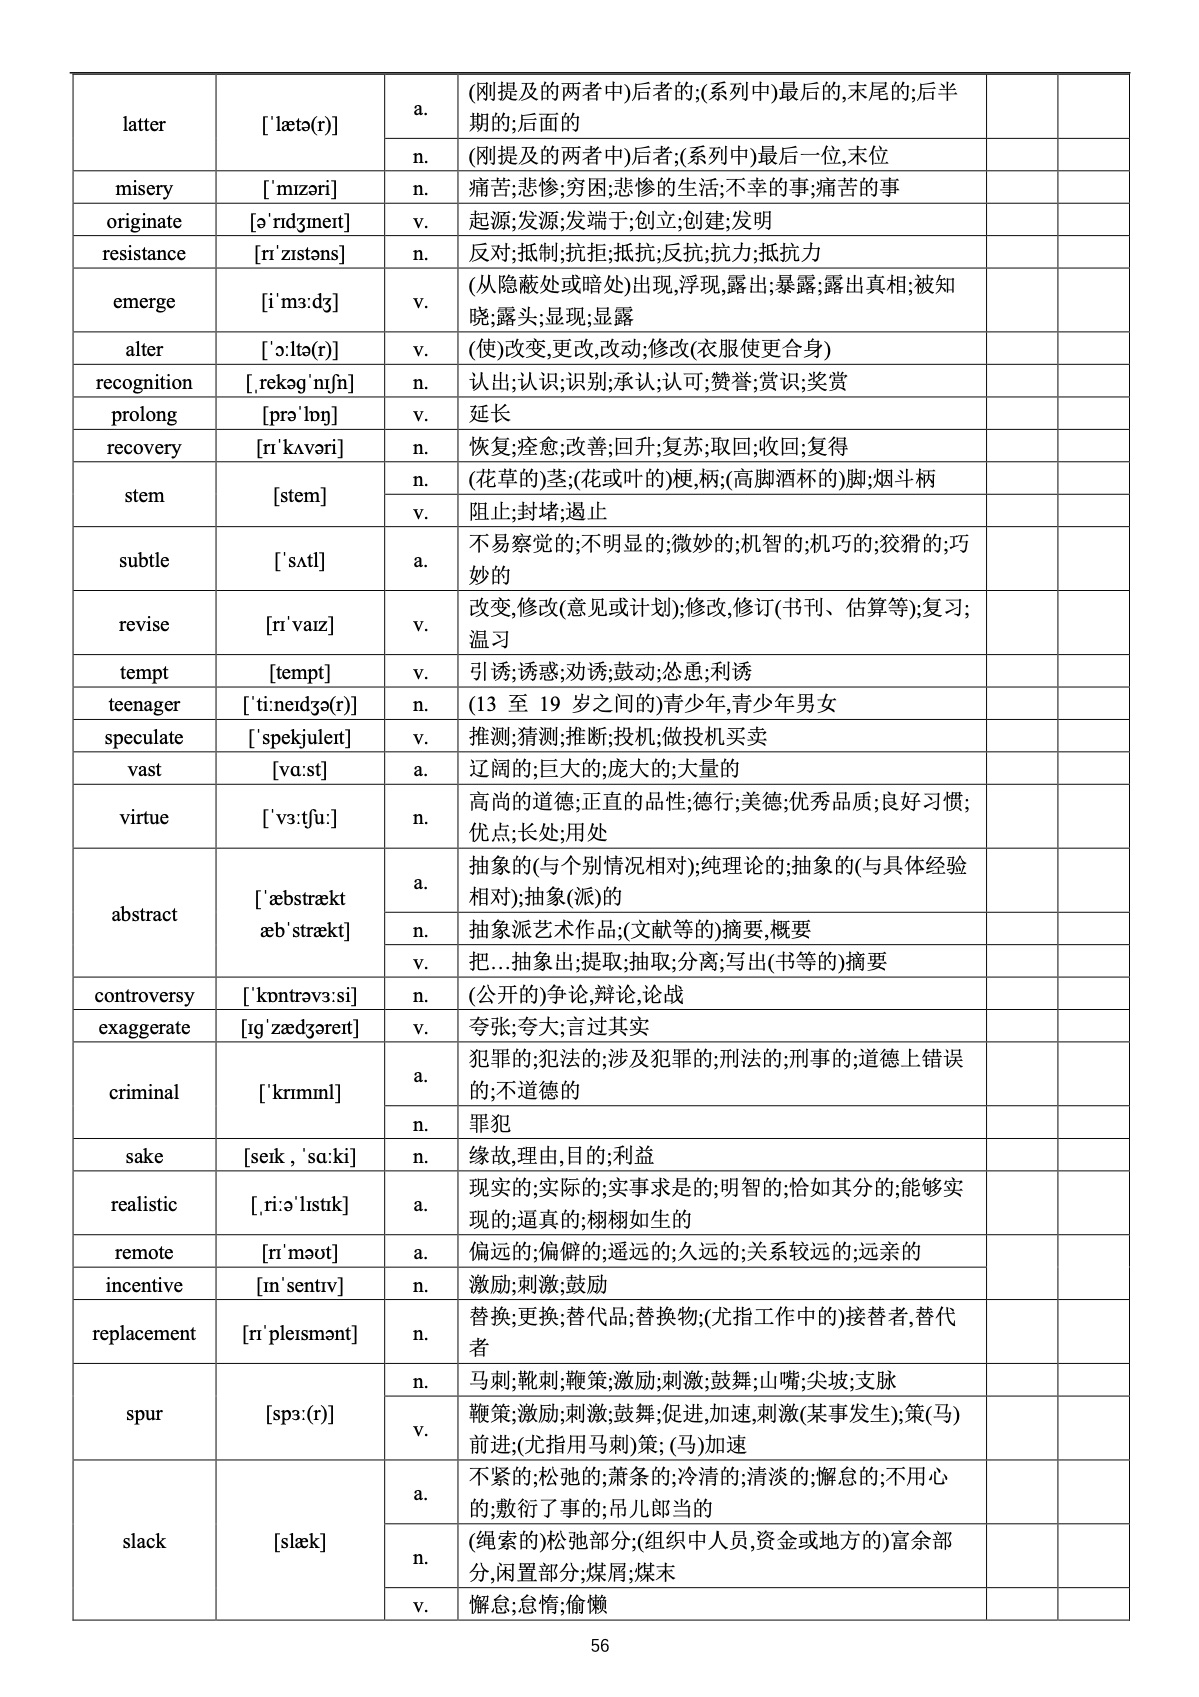 latter [ˈlætə(r)] a. (刚提及的两者中)后者的;(系列中)最后的,末尾的;后半
期的;后面的
n. (刚提及的两者中)后者;(系列中)最后一位,末位
misery [ˈmɪzəri] n. 痛苦;悲惨;穷困;悲惨的生活;不幸的事;痛苦的事
originate [əˈrɪdʒɪneɪt] v. 起源;发源;发端于;创立;创建;发明
resistance [rɪˈzɪstəns] n. 反对;抵制;抗拒;抵抗;反抗;抗力;抵抗力
emerge [iˈmɜːdʒ] v. (从隐蔽处或暗处)出现,浮现,露出;暴露;露出真相;被知
晓;露头;显现;显露
alter [ˈɔːltə(r)] v. (使)改变,更改,改动;修改(衣服使更合身)
recognition [ˌrekəɡˈnɪʃn] n. 认出;认识;识别;承认;认可;赞誉;赏识;奖赏
prolong [prəˈlɒŋ] v. 延长
recovery [rɪˈkʌvəri] n. 恢复;痊愈;改善;回升;复苏;取回;收回;复得
stem [stem] n. (花草的)茎;(花或叶的)梗,柄;(高脚酒杯的)脚;烟斗柄
v. 阻止;封堵;遏止
subtle [ˈsʌtl] a. 不易察觉的;不明显的;微妙的;机智的;机巧的;狡猾的;巧
妙的
revise [rɪˈvaɪz] v. 改变,修改(意见或计划);修改,修订(书刊、估算等);复习;
温习
tempt [tempt] v. 引诱;诱惑;劝诱;鼓动;怂恿;利诱
teenager [ˈtiːneɪdʒə(r)] n. (13 至 19 岁之间的)青少年,青少年男女
speculate [ˈspekjuleɪt] v. 推测;猜测;推断;投机;做投机买卖
vast [vɑːst] a. 辽阔的;巨大的;庞大的;大量的
virtue [ˈvɜːtʃuː] n. 高尚的道德;正直的品性;德行;美德;优秀品质;良好习惯;
优点;长处;用处
abstract [ˈæbstrækt æbˈstrækt] a. 抽象的(与个别情况相对);纯理论的;抽象的(与具体经验
相对);抽象(派)的
n. 抽象派艺术作品;(文献等的)摘要,概要
v. 把…抽象出;提取;抽取;分离;写出(书等的)摘要
controversy [ˈkɒntrəvɜːsi] n. (公开的)争论,辩论,论战
exaggerate [ɪɡˈzædʒəreɪt] v. 夸张;夸大;言过其实
criminal [ˈkrɪmɪnl] a. 犯罪的;犯法的;涉及犯罪的;刑法的;刑事的;道德上错误
的;不道德的
n. 罪犯
sake [seɪk , ˈsɑːki] n. 缘故,理由,目的;利益
realistic [ˌriːəˈlɪstɪk] a. 现实的;实际的;实事求是的;明智的;恰如其分的;能够实
现的;逼真的;栩栩如生的
remote [rɪˈməʊt] a. 偏远的;偏僻的;遥远的;久远的;关系较远的;远亲的
incentive [ɪnˈsentɪv] n. 激励;刺激;鼓励
replacement [rɪˈpleɪsmənt] n. 替换;更换;替代品;替换物;(尤指工作中的)接替者,替代
者
spur [spɜː(r)] n. 马刺;靴刺;鞭策;激励;刺激;鼓舞;山嘴;尖坡;支脉
v. 鞭策;激励;刺激;鼓舞;促进,加速,刺激(某事发生);策(马)
前进;(尤指用马刺)策; (马)加速
slack [slæk] a. 不紧的;松弛的;萧条的;冷清的;清淡的;懈怠的;不用心
的;敷衍了事的;吊儿郎当的
n. (绳索的)松弛部分;(组织中人员,资金或地方的)富余部
分,闲置部分;煤屑;煤末
v. 懈怠;怠惰;偷懒
56